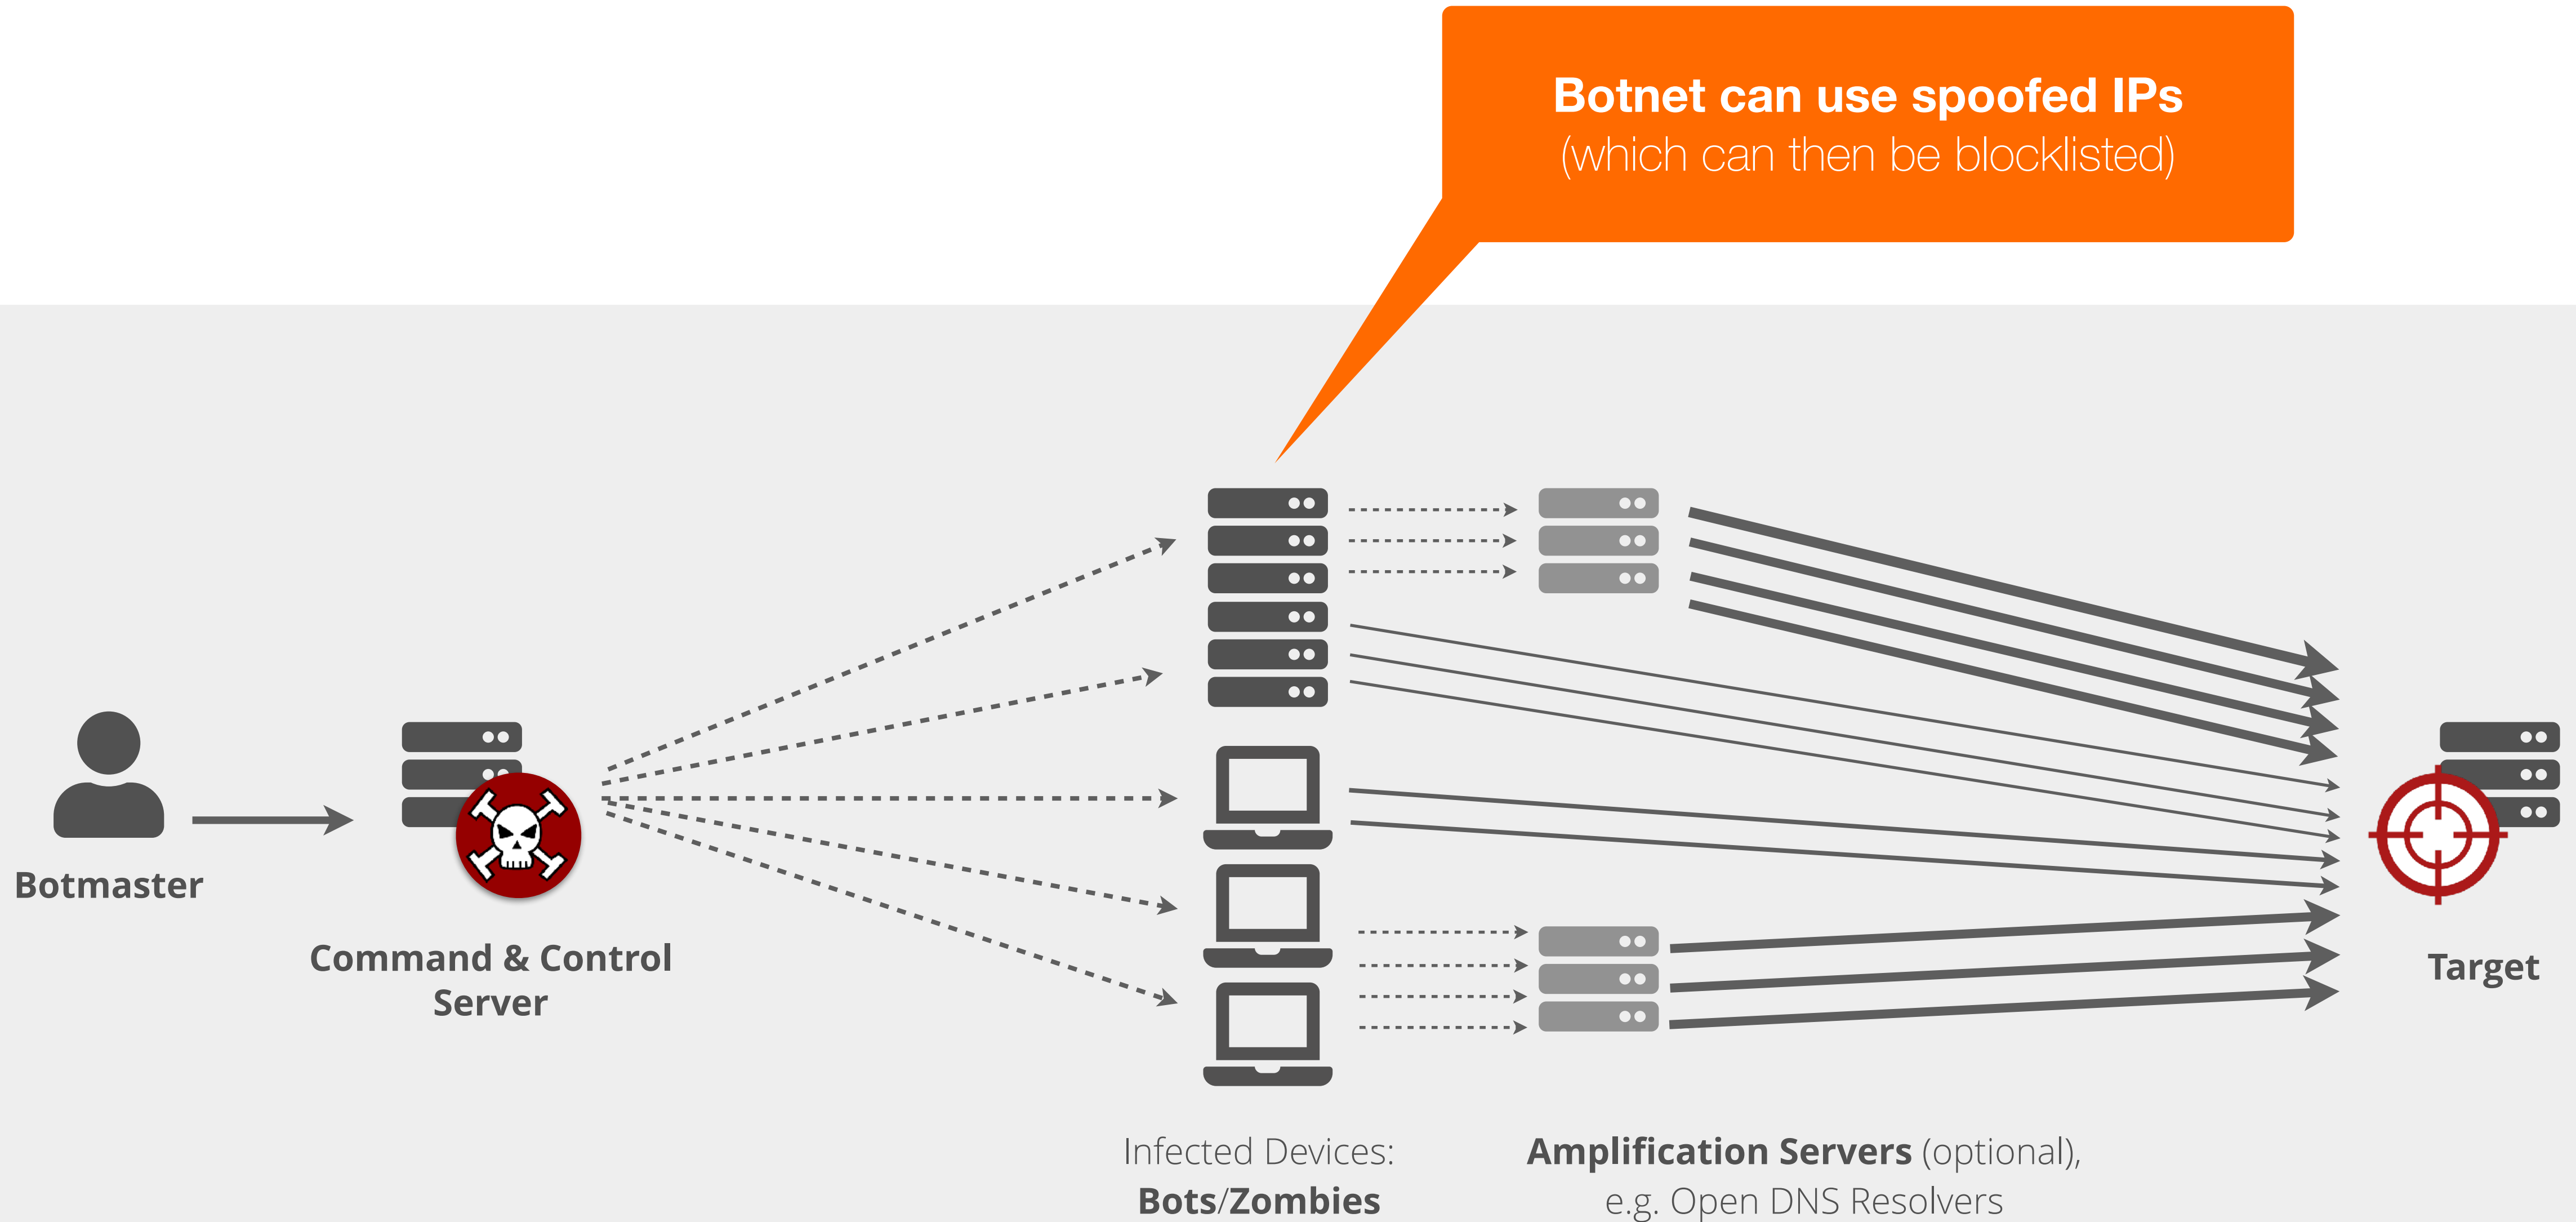 Botnet can use spoofed IPs
(which can then be blocklisted)
Botmaster
Command & Control
Server
Target
Infected Devices:
Bots/Zombies
Amplification Servers (optional),
e.g. Open DNS Resolvers